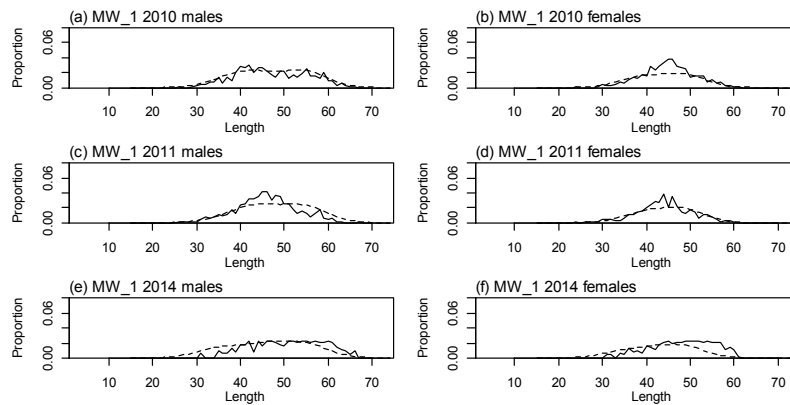 (a) MW_1 2010 males
(b) MW_1 2010 females
Proportion
0.00 0.06
10 20 30 40 50 60 70
Length
Proportion
0.00 0.06
10 20 30 40 50 60 70
Length
(c) MW_1 2011 males
(d) MW_1 2011 females
Proportion
0.00 0.06
10 20 30 40 50 60 70
Length
Proportion
0.00 0.06
10 20 30 40 50 60 70
Length
(e) MW_1 2014 males
(f) MW_1 2014 females
Proportion
0.00 0.06
10 20 30 40 50 60 70
Length
Proportion
0.00 0.06
10 20 30 40 50 60 70
Length